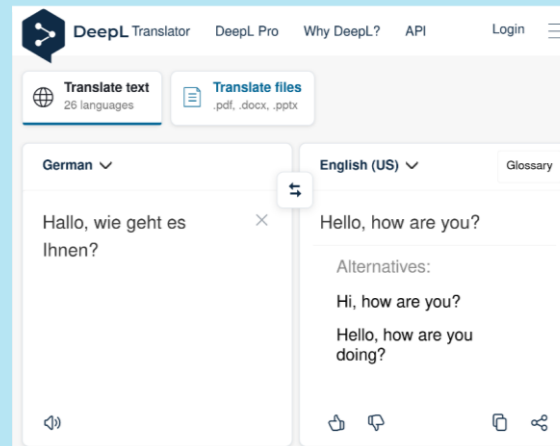 DeepL Translator DeepL Pro Why DeepL? API Login
Translate text
26 languages
Translate files
.pdf, .docx, .pptx
German
English (US)
Glossary
Hallo, wie geht es
Ihnen?
Hello, how are you?
Alternatives:
Hi, how are you?
Hello, how are you
doing?